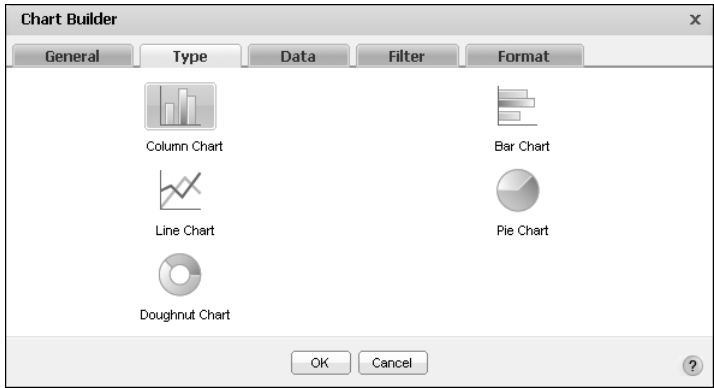 Chart Builder x
General Type Data Filter Format
Column Chart Bar Chart
Line Chart Pie Chart
Doughnut Chart
OK Cancel ?